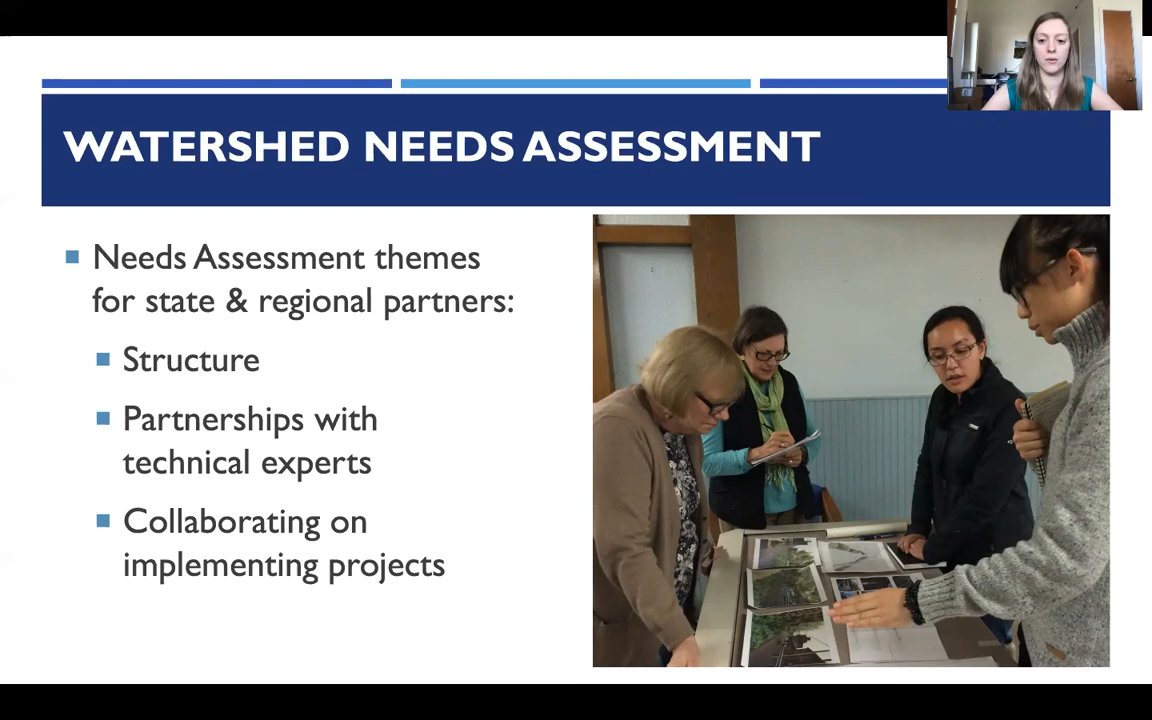 WATERSHED NEEDS ASSESSMENT
Needs Assessment themes
for state & regional partners:
Structure
Partnerships with
technical experts
Collaborating on
implementing projects